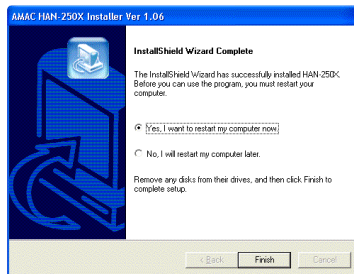 AMAC HAN-250X Installer Ver 1.06
InstallShield Wizard Complete
The InstallShield Wizard has successfully installed HAN-250X.
Before you can use the program, you must restart your
computer.
Yes, I want to restart my computer now.
No, I will restart my computer later.
Remove any disks from their drives, and then click Finish to
complete setup.
< Back
Finish
Cancel